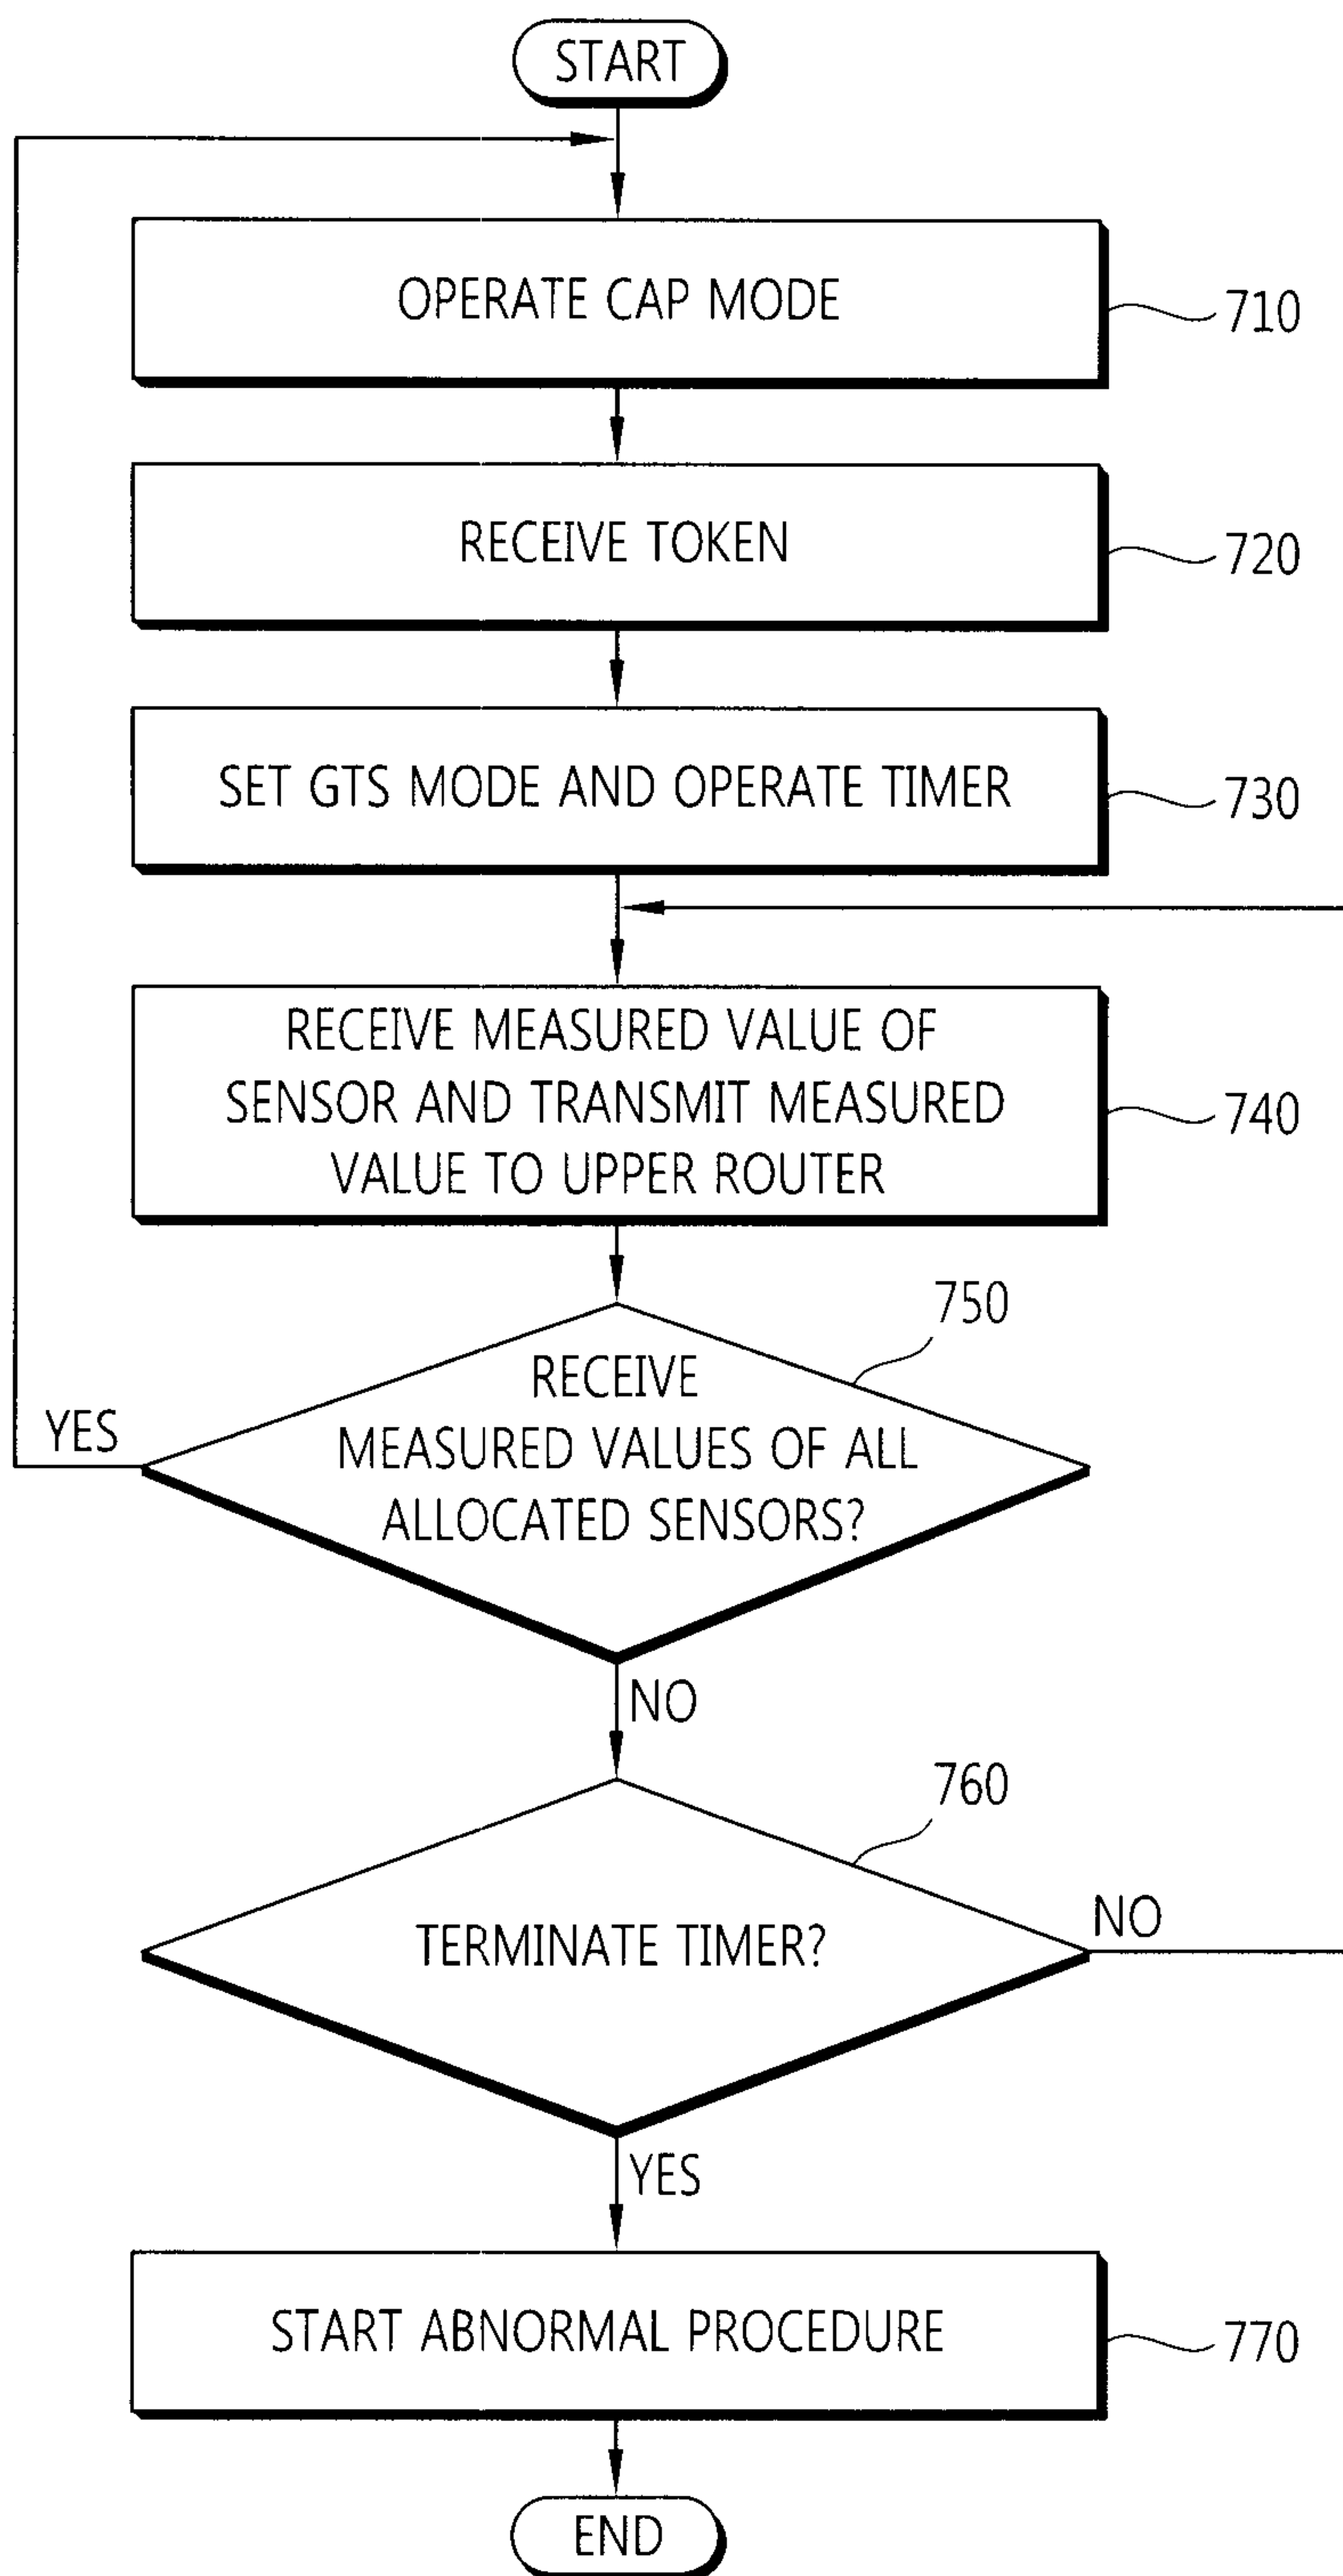 START
OPERATE CAP MODE
710
RECEIVE TOKEN
720
SET GTS MODE AND OPERATE TIMER
730
RECEIVE MEASURED VALUE OF
SENSOR AND TRANSMIT MEASURED
VALUE TO UPPER ROUTER
740
750
RECEIVE
MEASURED VALUES OF ALL
ALLOCATED SENSORS?
YES
NO
760
TERMINATE TIMER?
NO
YES
START ABNORMAL PROCEDURE
770
END